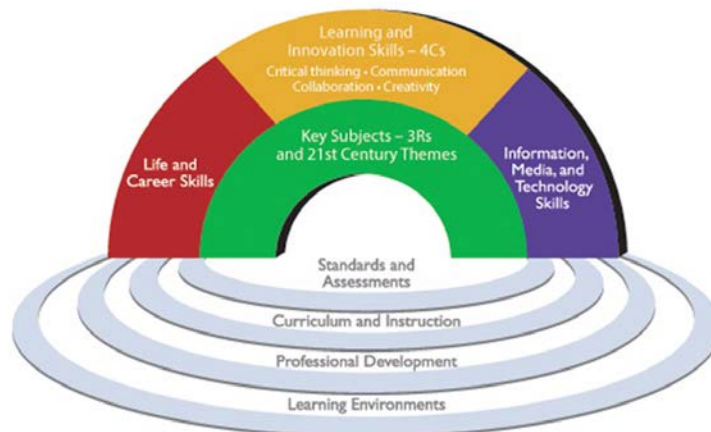 Learning and
Innovation Skills – 4Cs
Critical thinking • Communication
Collaboration • Creativity
Key Subjects – 3Rs
and 21st Century Themes
Life and
Career Skills
Information,
Media, and
Technology
Skills
Standards and
Assessments
Curriculum and Instruction
Professional Development
Learning Environments